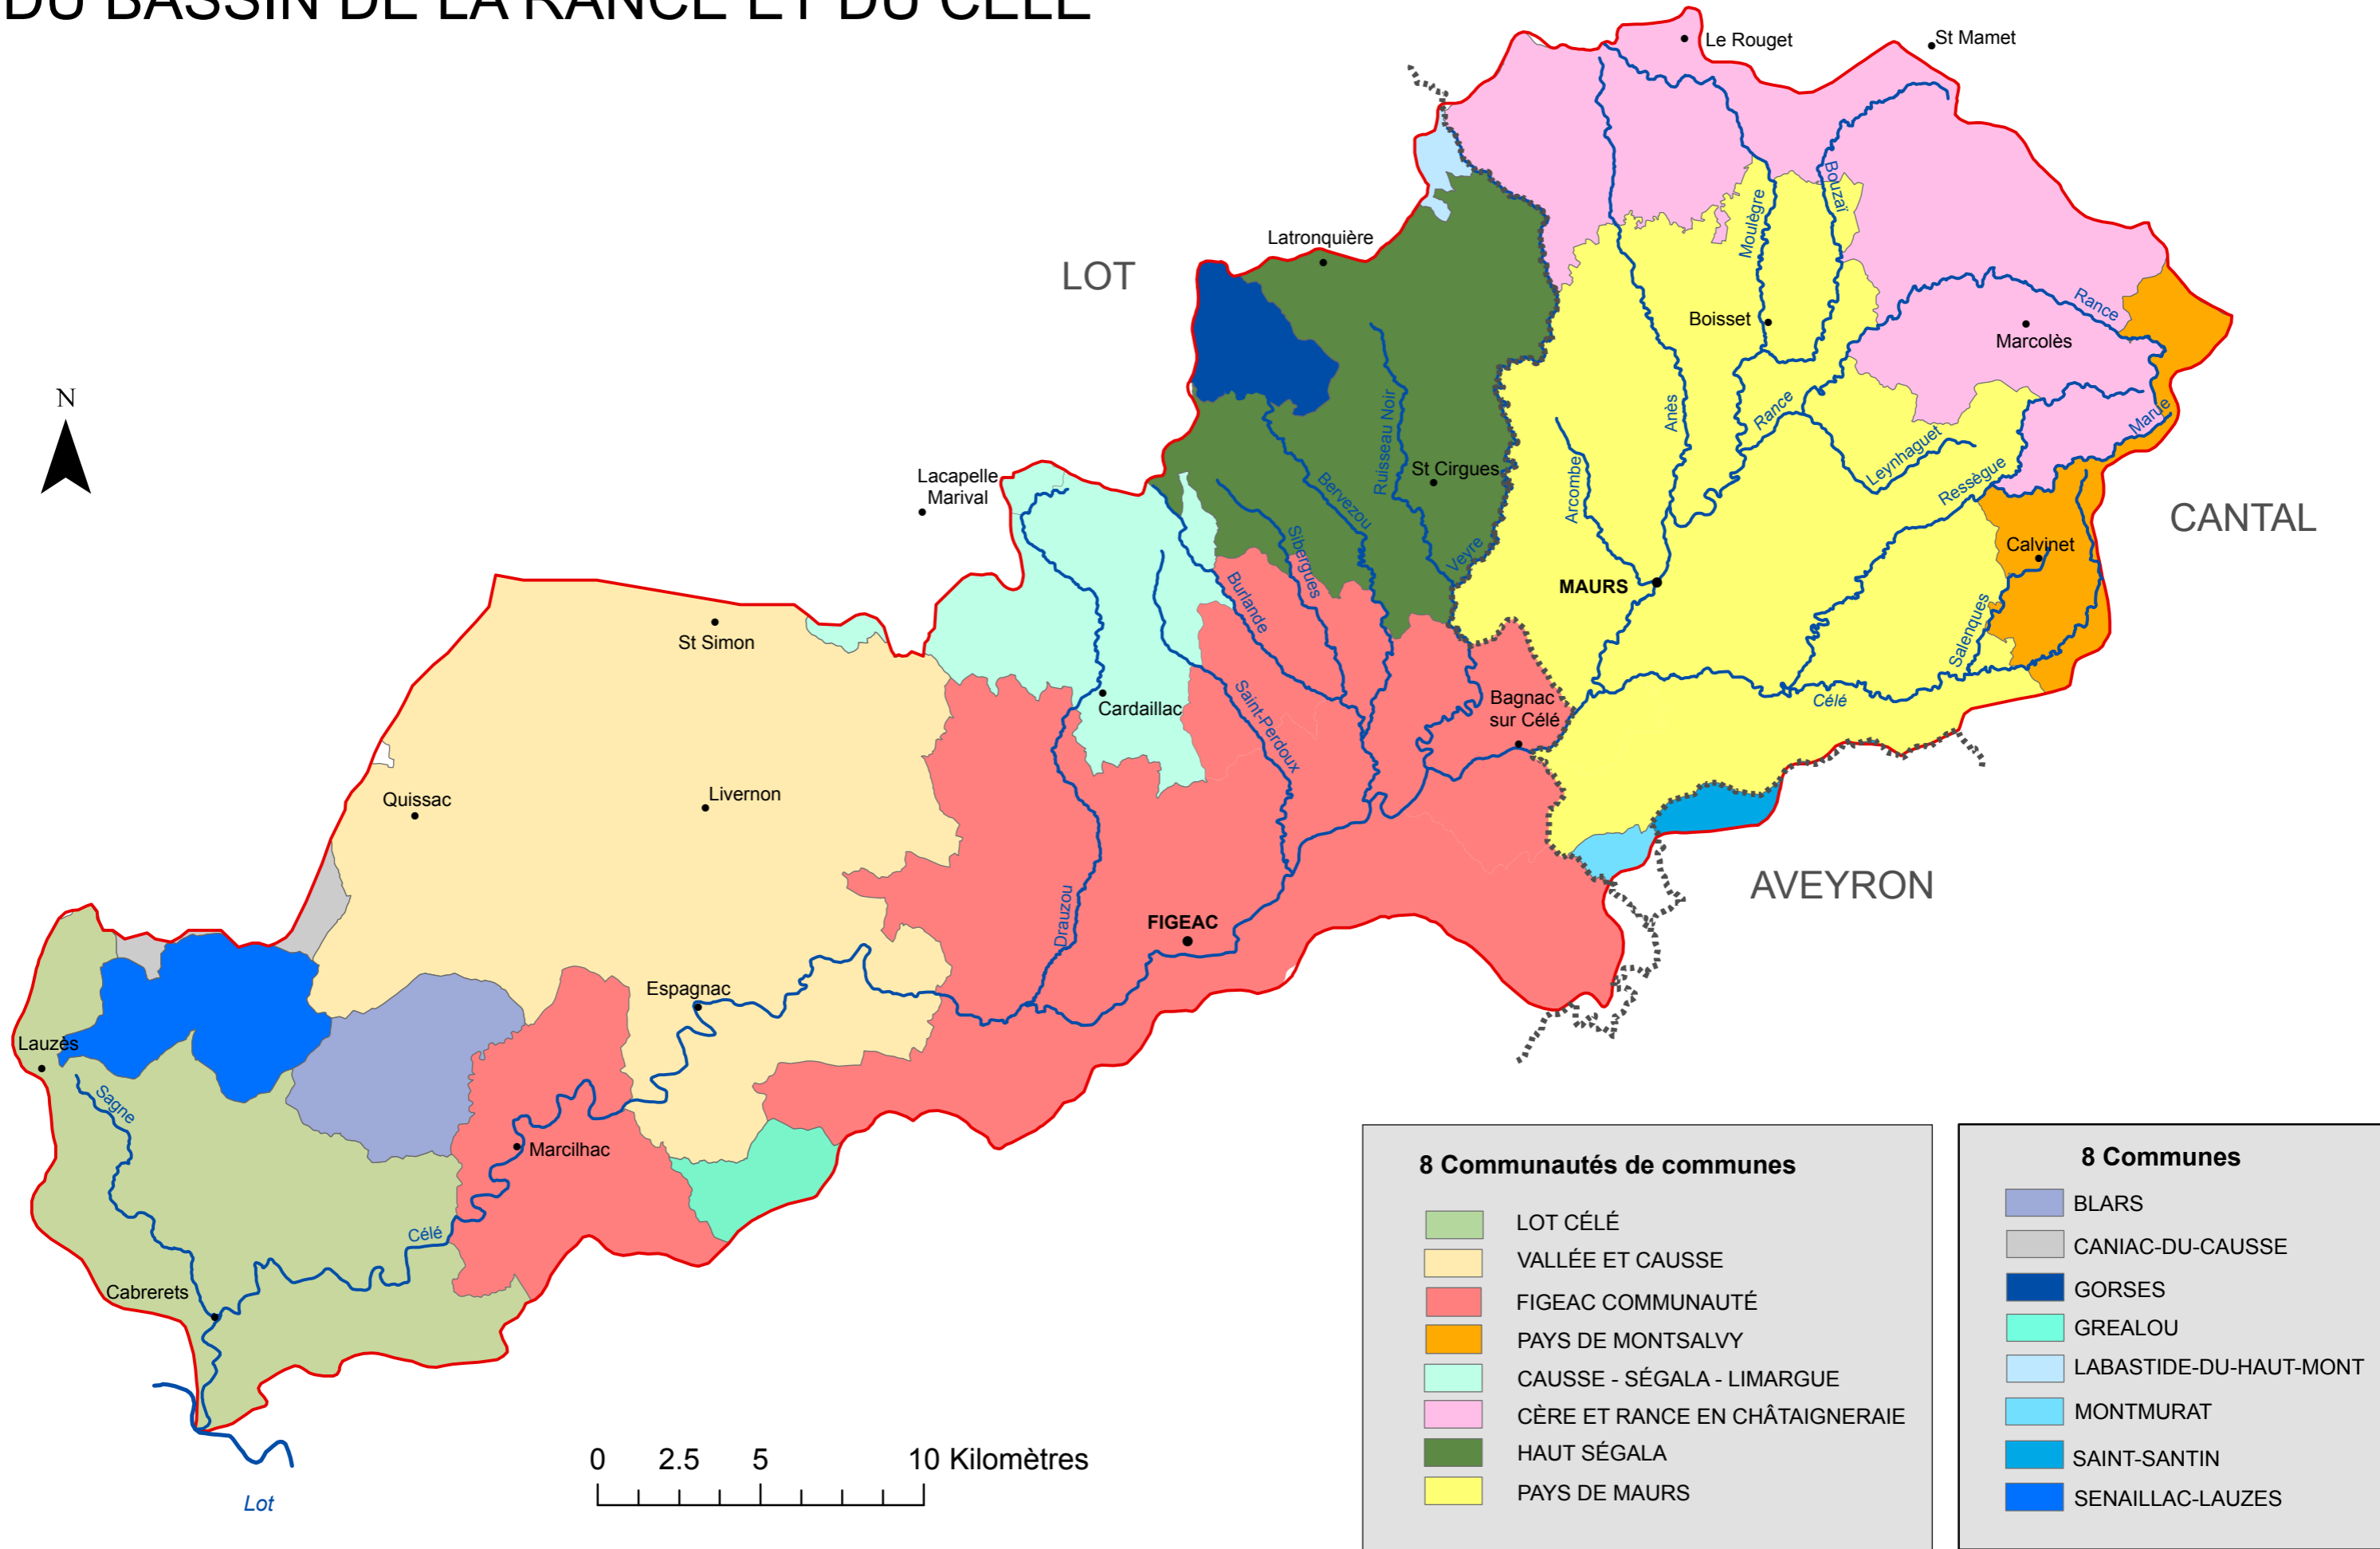 DU BASSIN DE LA RANCE ET DU CÉLÉ
Le Rouget
St Mamet
Bouzaï
Moulègre
Latronquière
LOT
Rance
Boisset
Marcolès
N
Ruisseau Noir
Anès
Rance
Marue
Leynhaguet
St Cirgues
Lacapelle
Marival
Arcombe
Bervezou
Ressègue
CANTAL
Sibergues
Veyre
Calvinet
MAURS
Burlande
Salenques
St Simon
Cardaillac
Saint-Perdoux
Bagnac
sur Célé
Célé
Quissac
Livernon
AVEYRON
Drauzou
FIGEAC
Espagnac
Lauzès
Sagne
Marcilhac
Célé
Cabrerets
Lot
0 2.5 5 10 Kilomètres
8 Communautés de communes
LOT CÉLÉ
VALLÉE ET CAUSSE
FIGEAC COMMUNAUTÉ
PAYS DE MONTSALVY
CAUSSE - SÉGALA - LIMARGUE
CÈRE ET RANCE EN CHÂTAIGNERAIE
HAUT SÉGALA
PAYS DE MAURS
8 Communes
BLARS
CANIAC-DU-CAUSSE
GORSES
GREALOU
LABASTIDE-DU-HAUT-MONT
MONTMURAT
SAINT-SANTIN
SENAILLAC-LAUZES